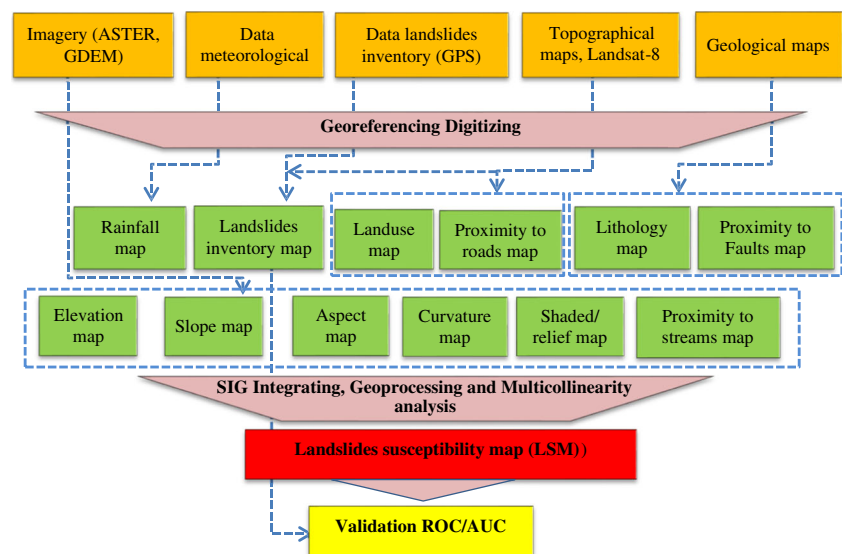 Imagery (ASTER,
GDEM)
Data
meteorological
Data landslides
inventory (GPS)
Topographical
maps, Landsat-8
Geological maps
Georeferencing Digitizing
Rainfall
map
Landslides
inventory map
Landuse
map
Proximity to
roads map
Lithology
map
Proximity to
Faults map
Elevation
map
Slope map
Aspect
map
Curvature
map
Shaded/
relief map
Proximity to
streams map
SIG Integrating, Geoprocessing and Multicollinearity
analysis
Landslides susceptibility map (LSM))
Validation ROC/AUC